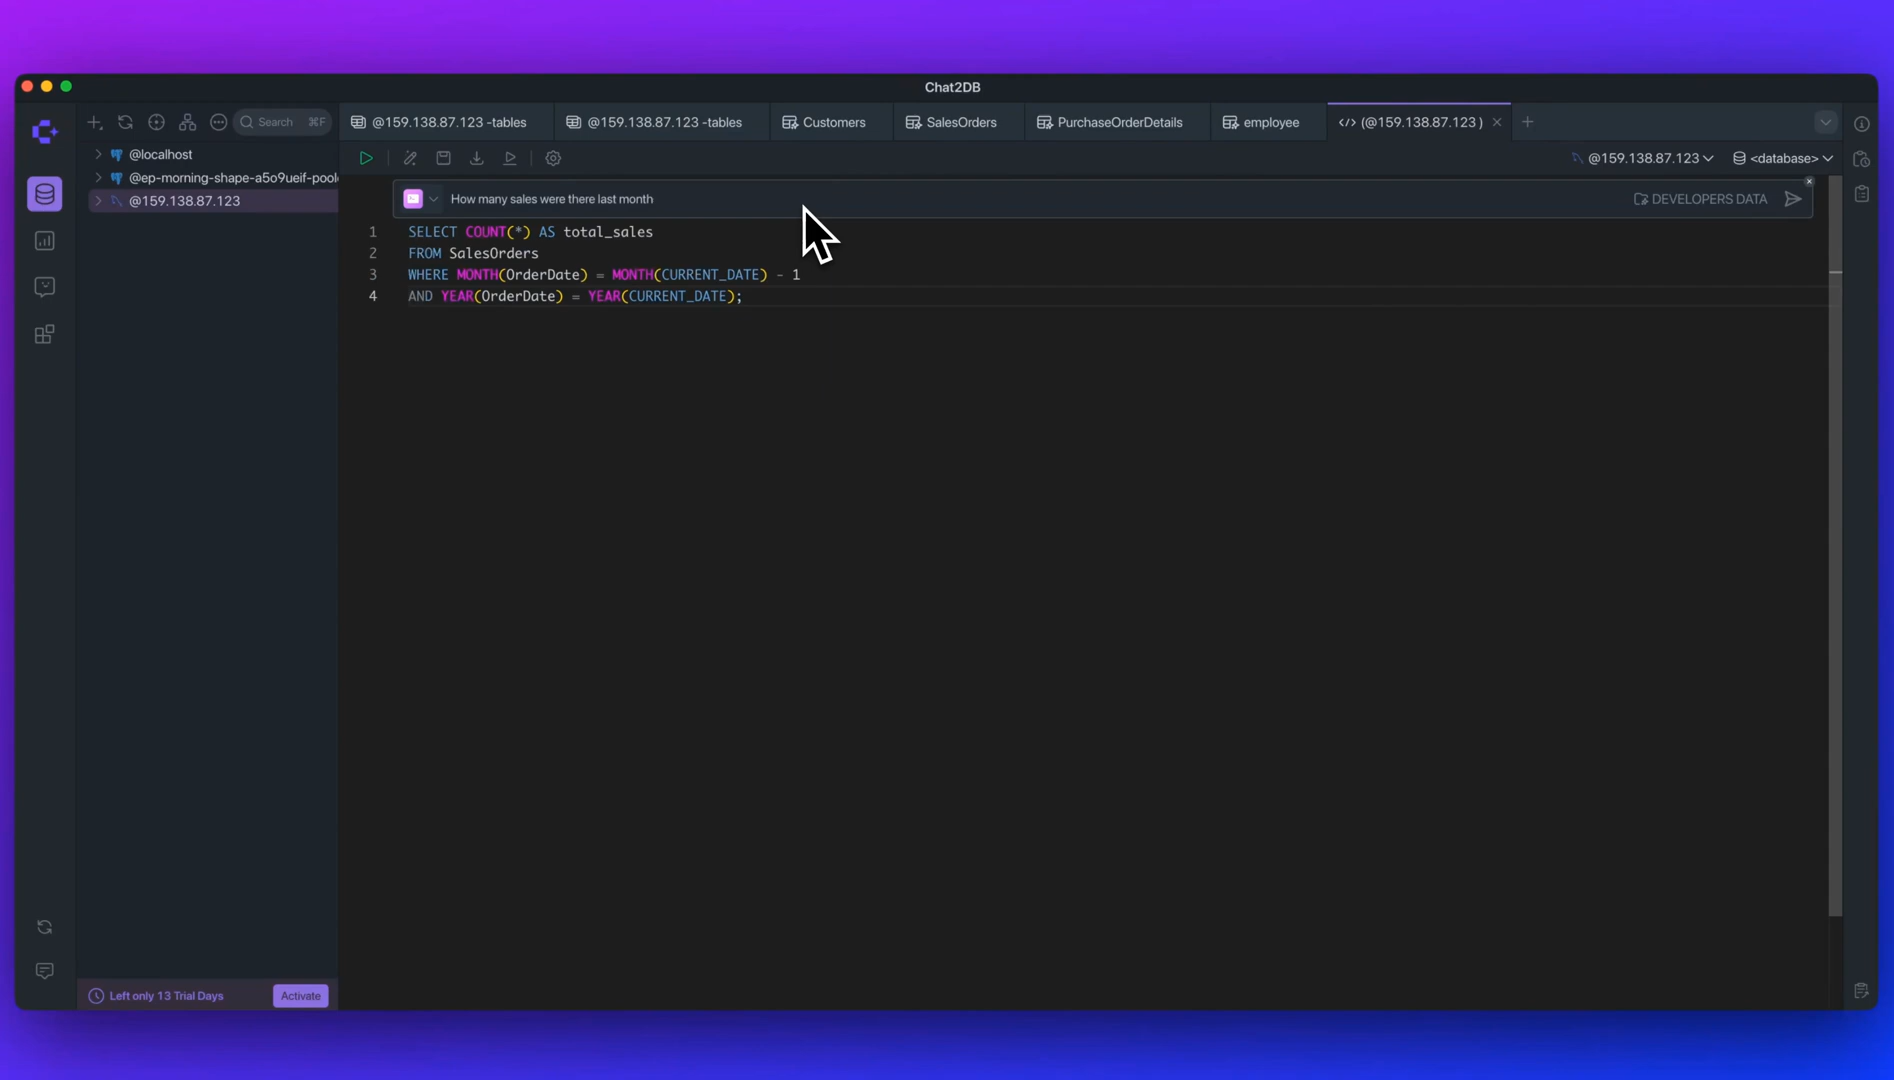 Chat2DB
Search ⌘F
@159.138.87.123 -tables
@159.138.87.123 -tables
Customers
SalesOrders
PurchaseOrderDetails
employee
(@159.138.87.123 )
@localhost
@ep-morning-shape-a5o9ueif-poole
@159.138.87.123
@159.138.87.123
<database>
How many sales were there last month
DEVELOPERS DATA
1 SELECT COUNT(*) AS total_sales
2 FROM SalesOrders
3 WHERE MONTH(OrderDate) = MONTH(CURRENT_DATE) - 1
4 AND YEAR(OrderDate) = YEAR(CURRENT_DATE);
Left only 13 Trial Days
Activate